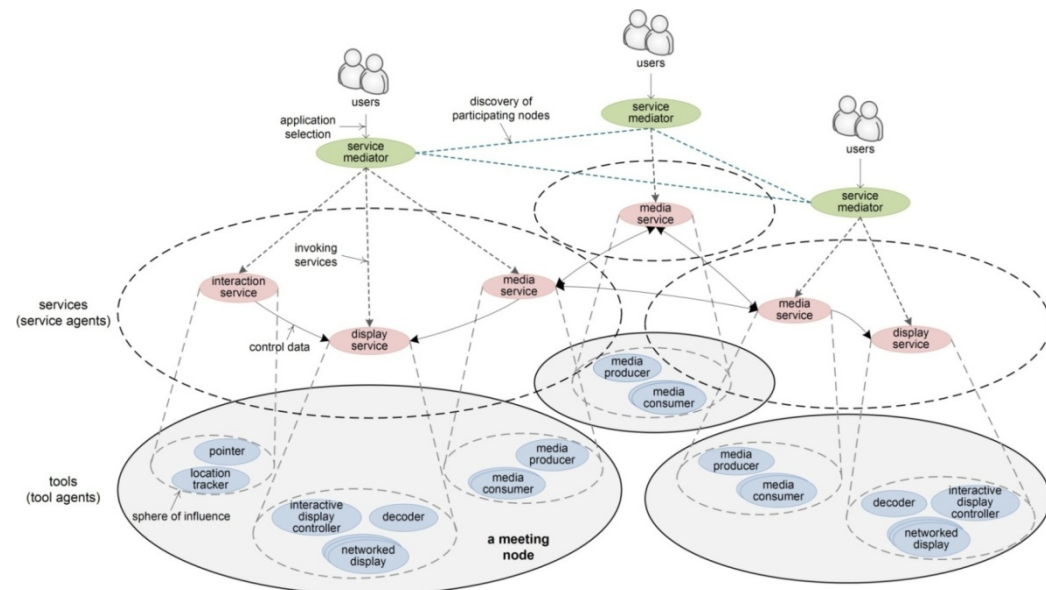 users
users
users
application
selection
discovery of
participating nodes
service
mediator
service
mediator
service
mediator
media
service
invoking
services
interaction
service
media
service
media
service
display
service
display
service
services
(service agents)
control data
media
producer
media
consumer
pointer
location
tracker
media
producer
media
consumer
media
producer
media
consumer
tools
(tool agents)
sphere of influence
interactive
display
controller
decoder
networked
display
a meeting
node
decoder
interactive
display
controller
networked
display